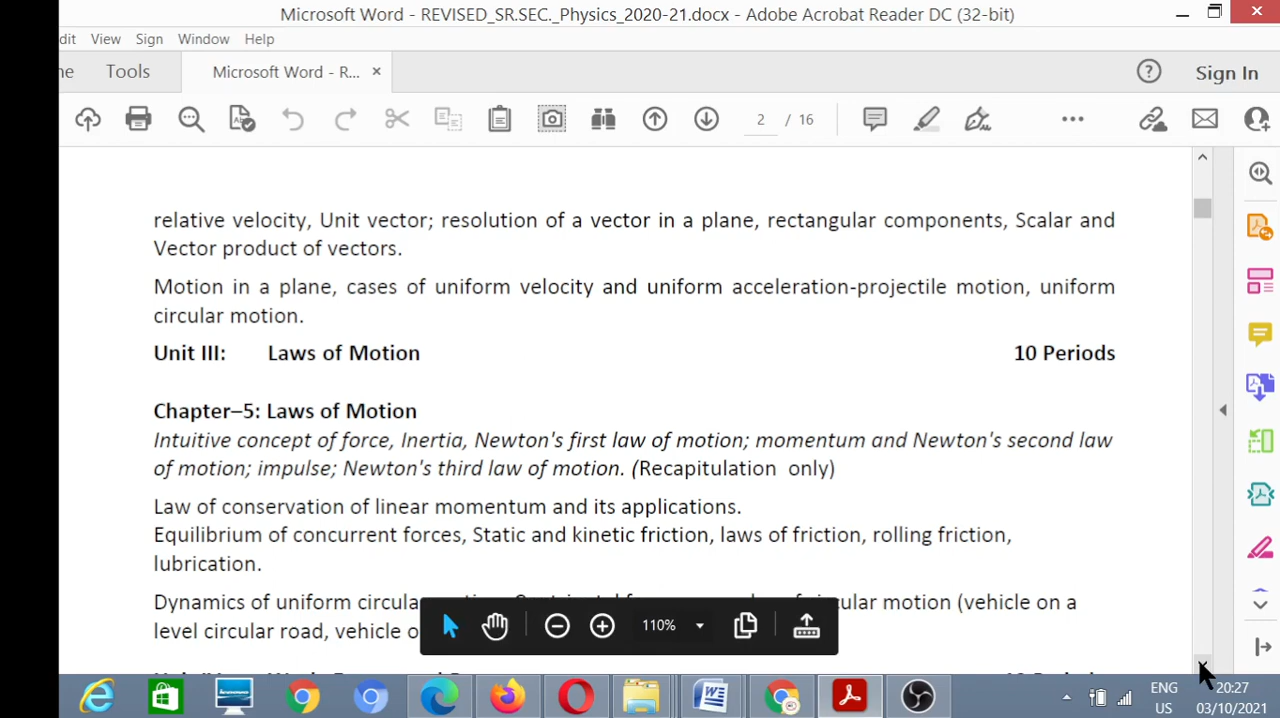 Microsoft Word - REVISED_SR.SEC._Physics_2020-21.docx - Adobe Acrobat Reader DC (32-bit)
dit View Sign Window Help
ne Tools Microsoft Word - R... × Sign In
2 / 16
relative velocity, Unit vector; resolution of a vector in a plane, rectangular components, Scalar and
Vector product of vectors.
Motion in a plane, cases of uniform velocity and uniform acceleration-projectile motion, uniform
circular motion.
Unit III: Laws of Motion 10 Periods
Chapter–5: Laws of Motion
Intuitive concept of force, Inertia, Newton's first law of motion; momentum and Newton's second law
of motion; impulse; Newton's third law of motion. (Recapitulation only)
Law of conservation of linear momentum and its applications.
Equilibrium of concurrent forces, Static and kinetic friction, laws of friction, rolling friction,
lubrication.
Dynamics of uniform circula circular motion (vehicle on a
level circular road, vehicle o
110%
ENG 20:27
US 03/10/2021